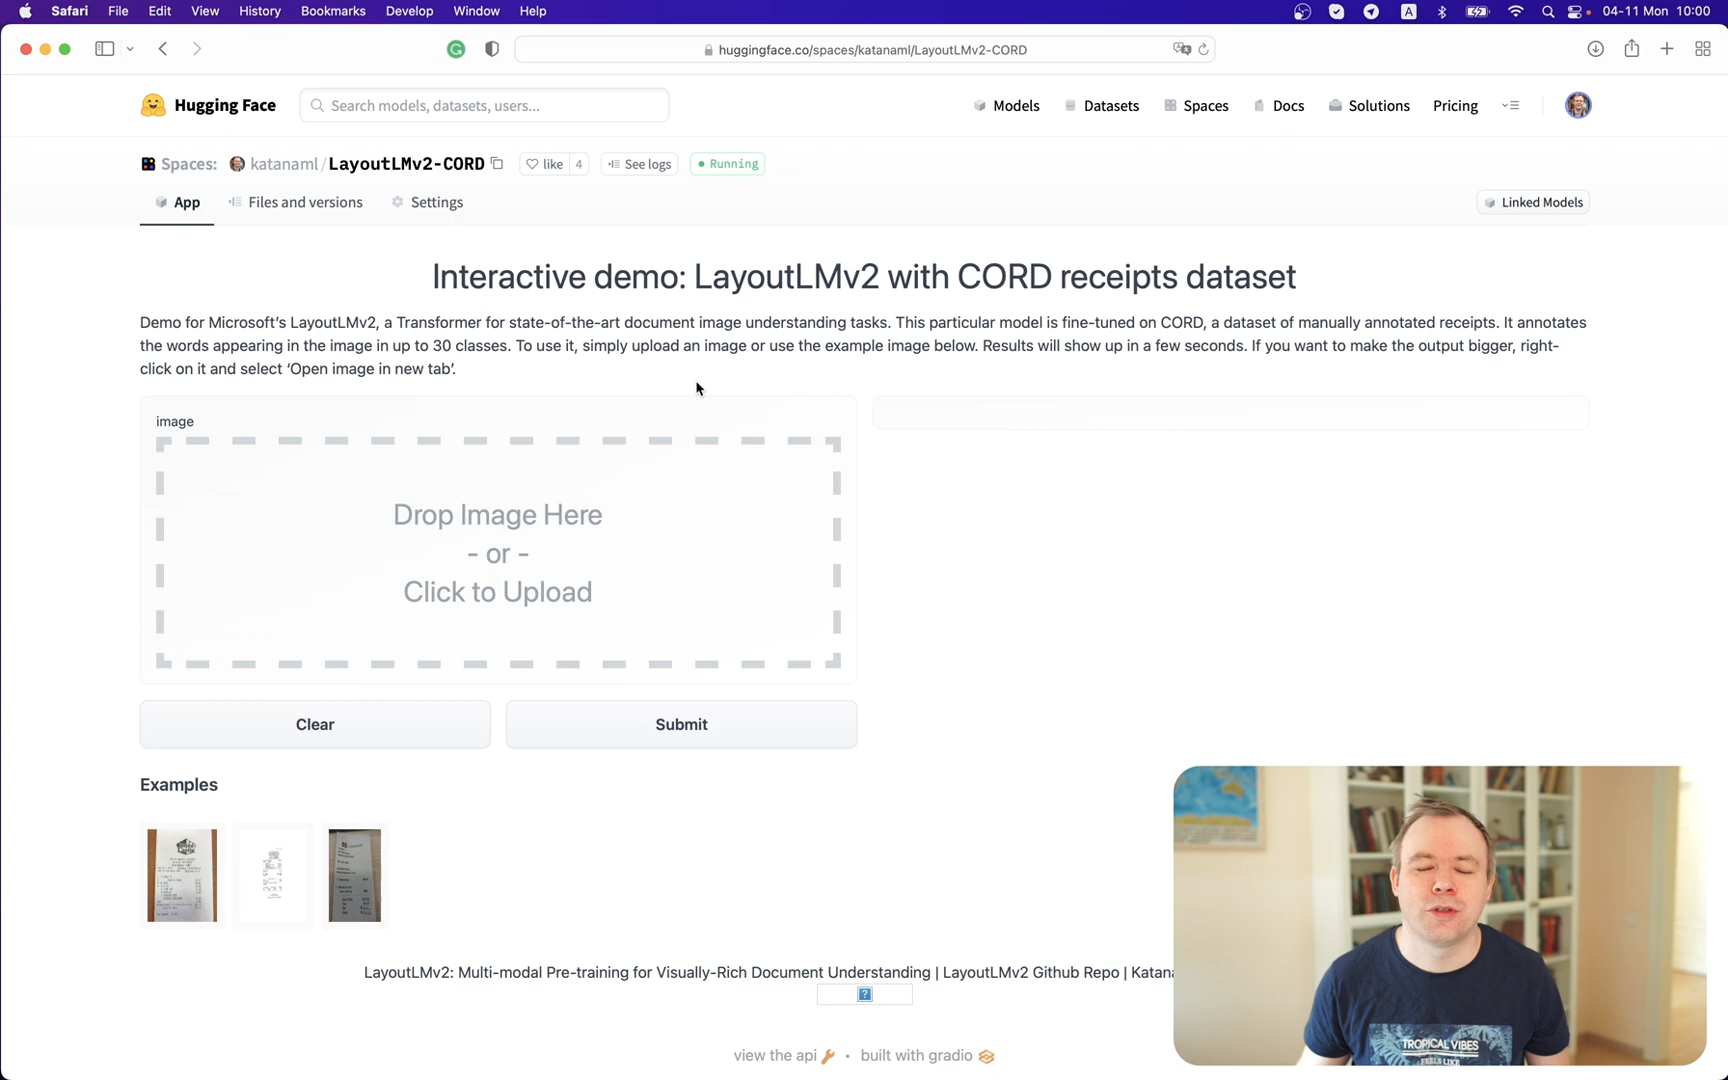 Safari File Edit View History Bookmarks Develop Window Help A 04-11 Mon 10:00
huggingface.co/spaces/katanaml/LayoutLMv2-CORD
Hugging Face Search models, datasets, users... Models Datasets Spaces Docs Solutions Pricing
Spaces: katanaml/LayoutLMv2-CORD like 4 See logs Running
App Files and versions Settings Linked Models
Interactive demo: LayoutLMv2 with CORD receipts dataset
Demo for Microsoft's LayoutLMv2, a Transformer for state-of-the-art document image understanding tasks. This particular model is fine-tuned on CORD, a dataset of manually annotated receipts. It annotates
the words appearing in the image in up to 30 classes. To use it, simply upload an image or use the example image below. Results will show up in a few seconds. If you want to make the output bigger, right-
click on it and select ‘Open image in new tab’.
image
Drop Image Here
- or -
Click to Upload
Clear Submit
Examples
LayoutLMv2: Multi-modal Pre-training for Visually-Rich Document Understanding | LayoutLMv2 Github Repo | Katana
?
TROPICAL VIBES
FEELS LIKE
view the api • built with gradio